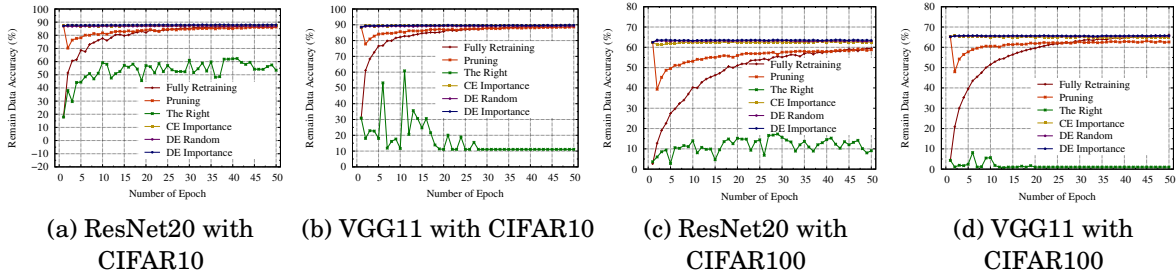 Remain Data Accuracy (%)
100
90
80
70
60
50
40
30
20
10
0
−10
−20
0 5 10 15 20 25 30 35 40 45 50
Number of Epoch
Fully Retraining
Pruning
The Right
CE Importance
DE Random
DE Importance
(a) ResNet20 with
CIFAR10
Remain Data Accuracy (%)
100
90
80
70
60
50
40
30
20
10
0
0 5 10 15 20 25 30 35 40 45 50
Number of Epoch
Fully Retraining
Pruning
The Right
CE Importance
DE Random
DE Importance
(b) VGG11 with CIFAR10
Remain Data Accuracy (%)
80
70
60
50
40
30
20
10
0
0 5 10 15 20 25 30 35 40 45 50
Number of Epoch
Fully Retraining
Pruning
The Right
CE Importance
DE Random
DE Importance
(c) ResNet20 with
CIFAR100
Remain Data Accuracy (%)
80
70
60
50
40
30
20
10
0
0 5 10 15 20 25 30 35 40 45 50
Number of Epoch
Fully Retraining
Pruning
The Right
CE Importance
DE Random
DE Importance
(d) VGG11 with
CIFAR100